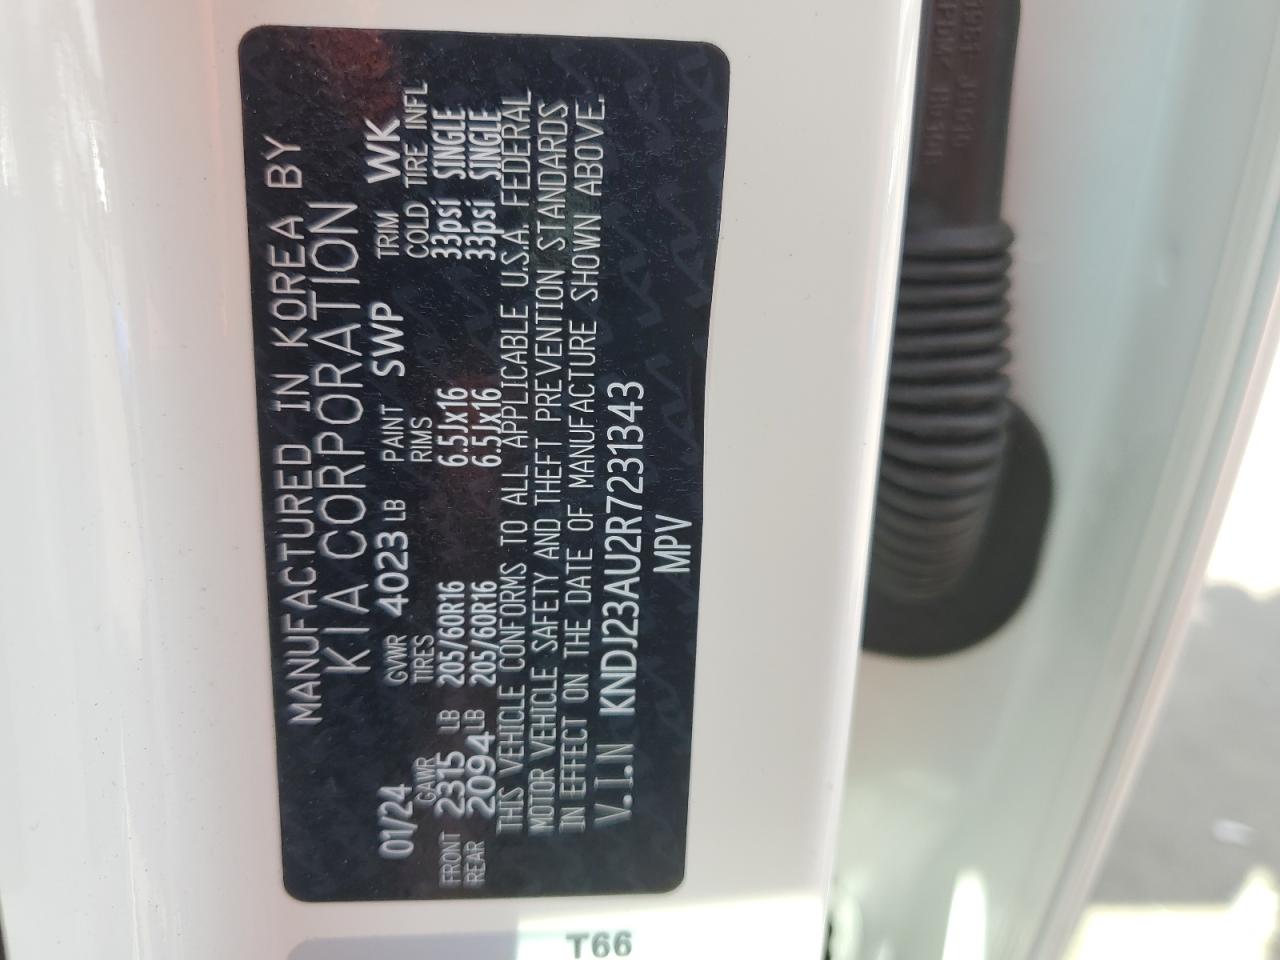 MANUFACTURED IN KOREA BY
KIA CORPORATION
01/24 GVWR 4023 LB PAINT SWP TRIM WK
GAWR TIRES RIMS COLD TIRE INFL
FRONT 2315 LB 205/60R16 6.5Jx16 33psi SINGLE
REAR 2094 LB 205/60R16 6.5Jx16 33psi SINGLE
THIS VEHICLE CONFORMS TO ALL APPLICABLE U.S.A. FEDERAL
MOTOR VEHICLE SAFETY AND THEFT PREVENTION STANDARDS
IN EFFECT ON THE DATE OF MANUFACTURE SHOWN ABOVE.
V.I.N KNDJ23AU2R7231343
MPV
T66